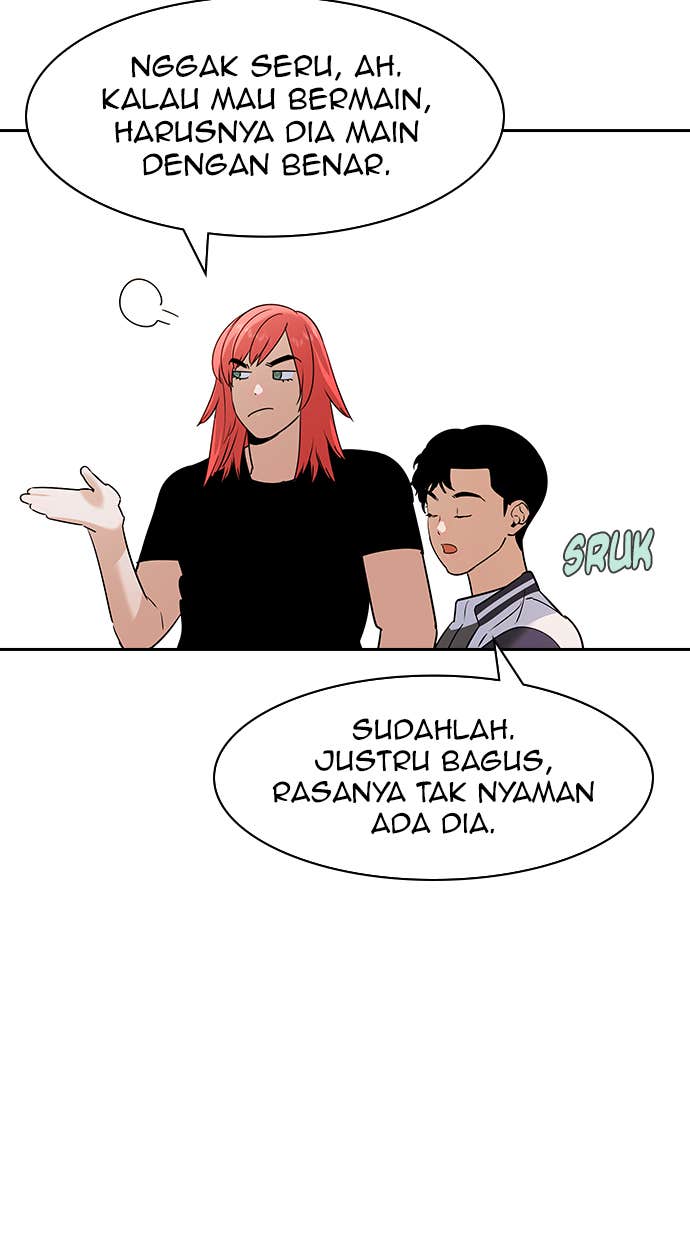 NGGAK SERU, AH.
KALAU MAU BERMAIN,
HARUSNYA DIA MAIN
DENGAN BENAR.
SRUK
SUDAHLAH.
JUSTRU BAGUS,
RASANYA TAK NYAMAN
ADA DIA.